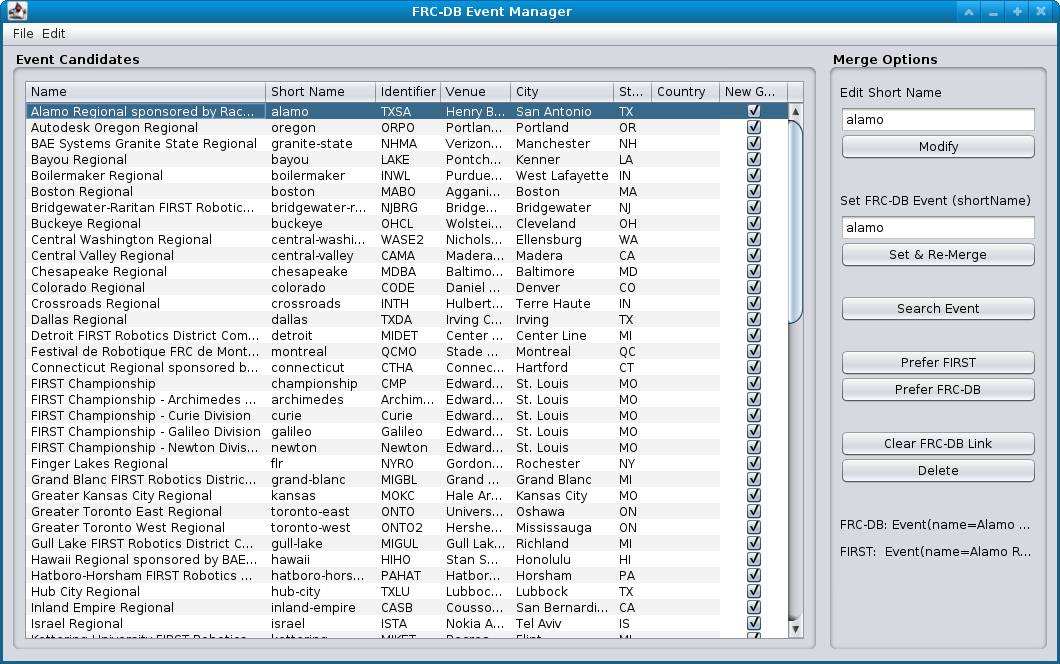 FRC-DB Event Manager
File Edit
Event Candidates
Name Short Name Identifier Venue City St... Country New G...
Alamo Regional sponsored by Rac... alamo TXSA Henry B... San Antonio TX
Autodesk Oregon Regional oregon ORPO Portlan... Portland OR
BAE Systems Granite State Regional granite-state NHMA Verizon... Manchester NH
Bayou Regional bayou LAKE Pontch... Kenner LA
Boilermaker Regional boilermaker INWL Purdue... West Lafayette IN
Boston Regional boston MABO Aggani... Boston MA
Bridgewater-Raritan FIRST Robotic... bridgewater-r... NJBRG Bridge... Bridgewater NJ
Buckeye Regional buckeye OHCL Wolstei... Cleveland OH
Central Washington Regional central-washi... WASE2 Nichols... Ellensburg WA
Central Valley Regional central-valley CAMA Madera... Madera CA
Chesapeake Regional chesapeake MDBA Baltimo... Baltimore MD
Colorado Regional colorado CODE Daniel ... Denver CO
Crossroads Regional crossroads INTH Hulbert... Terre Haute IN
Dallas Regional dallas TXDA Irving C... Irving TX
Detroit FIRST Robotics District Com... detroit MIDET Center ... Center Line MI
Festival de Robotique FRC de Mont... montreal QCMO Stade ... Montreal QC
Connecticut Regional sponsored b... connecticut CTHA Connec... Hartford CT
FIRST Championship championship CMP Edward... St. Louis MO
FIRST Championship - Archimedes ... archimedes Archim... Edward... St. Louis MO
FIRST Championship - Curie Division curie Curie Edward... St. Louis MO
FIRST Championship - Galileo Division galileo Galileo Edward... St. Louis MO
FIRST Championship - Newton Divis... newton Newton Edward... St. Louis MO
Finger Lakes Regional flr NYRO Gordon... Rochester NY
Grand Blanc FIRST Robotics Distric... grand-blanc MIGBL Grand ... Grand Blanc MI
Greater Kansas City Regional kansas MOKC Hale Ar... Kansas City MO
Greater Toronto East Regional toronto-east ONTO Univers... Oshawa ON
Greater Toronto West Regional toronto-west ONTO2 Hershe... Mississauga ON
Gull Lake FIRST Robotics District C... gull-lake MIGUL Gull Lak... Richland MI
Hawaii Regional sponsored by BAE... hawaii HIHO Stan S... Honolulu HI
Hatboro-Horsham FIRST Robotics ... hatboro-hors... PAHAT Hatbor... Horsham PA
Hub City Regional hub-city TXLU Lubboc... Lubbock TX
Inland Empire Regional inland-empire CASB Cousso... San Bernardi... CA
Israel Regional israel ISTA Nokia A... Tel Aviv IS
Merge Options
Edit Short Name
alamo
Modify
Set FRC-DB Event (shortName)
alamo
Set & Re-Merge
Search Event
Prefer FIRST
Prefer FRC-DB
Clear FRC-DB Link
Delete
FRC-DB: Event(name=Alamo ...
FIRST: Event(name=Alamo R...